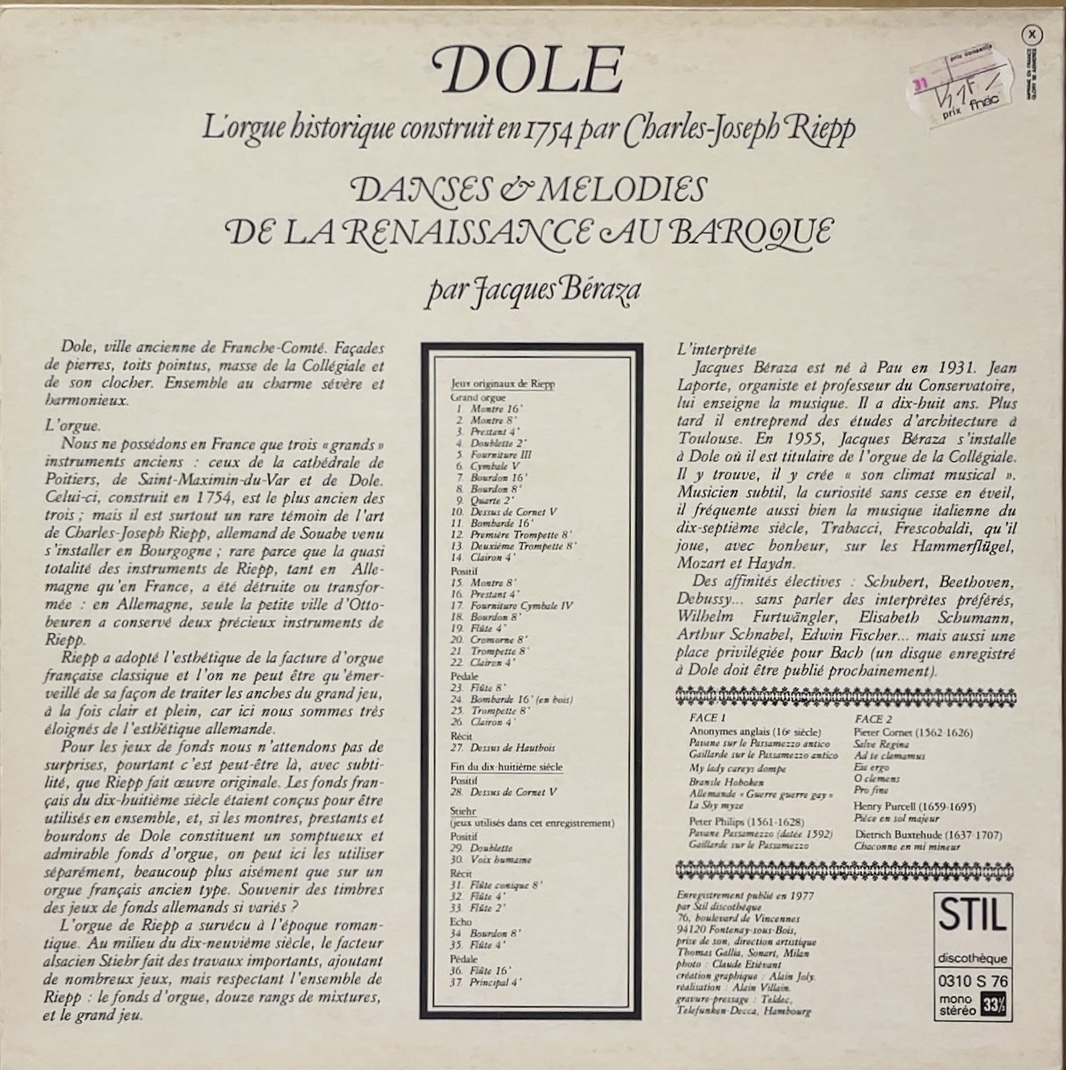 DOLE
L'orgue historique construit en 1754 par Charles-Joseph Riepp
DANSES & MELODIES
DE LA RENAISSANCE AU BAROQUE
par Jacques Béraza
X
IMPRIMÉ EN FRANCE
prix conseillé
31
prix fnac
Dole, ville ancienne de Franche-Comté. Façades
de pierres, toits pointus, masse de la Collégiale et
de son clocher. Ensemble au charme sévère et
harmonieux.
L'orgue.
Nous ne possédons en France que trois «grands»
instruments anciens : ceux de la cathédrale de
Poitiers, de Saint-Maximin-du-Var et de Dole.
Celui-ci, construit en 1754, est le plus ancien des
trois ; mais il est surtout un rare témoin de l'art
de Charles-Joseph Riepp, allemand de Souabe venu
s'installer en Bourgogne ; rare parce que la quasi
totalité des instruments de Riepp, tant en Alle-
magne qu'en France, a été détruite ou transfor-
mée : en Allemagne, seule la petite ville d'Otto-
beuren a conservé deux précieux instruments de
Riepp.
Riepp a adopté l'esthétique de la facture d'orgue
française classique et l'on ne peut être qu'émer-
veillé de sa façon de traiter les anches du grand jeu,
à la fois clair et plein, car ici nous sommes très
éloignés de l'esthétique allemande.
Pour les jeux de fonds nous n'attendons pas de
surprises, pourtant c'est peut-être là, avec subti-
lité, que Riepp fait œuvre originale. Les fonds fran-
çais du dix-huitième siècle étaient conçus pour être
utilisés en ensemble, et, si les montres, prestants et
bourdons de Dole constituent un somptueux et
admirable fonds d'orgue, on peut ici les utiliser
séparément, beaucoup plus aisément que sur un
orgue français ancien type. Souvenir des timbres
des jeux de fonds allemands si variés ?
L'orgue de Riepp a survécu à l'époque roman-
tique. Au milieu du dix-neuvième siècle, le facteur
alsacien Stiehr fait des travaux importants, ajoutant
de nombreux jeux, mais respectant l'ensemble de
Riepp : le fonds d'orgue, douze rangs de mixtures,
et le grand jeu.
Jeux originaux de Riepp
Grand orgue
1. Montre 16'
2. Montre 8'
3. Prestant 4'
4. Doublette 2'
5. Fourniture III
6. Cymbale V
7. Bourdon 16'
8. Bourdon 8'
9. Quarte 2'
10. Dessus de Cornet V
11. Bombarde 16'
12. Première Trompette 8'
13. Deuxième Trompette 8'
14. Clairon 4'
Positif
15. Montre 8'
16. Prestant 4'
17. Fourniture Cymbale IV
18. Bourdon 8'
19. Flûte 4'
20. Cromorne 8'
21. Trompette 8'
22. Clairon 4'
Pedale
23. Flûte 8'
24. Bombarde 16' (en bois)
25. Trompette 8'
26. Clairon 4'
Récit
27. Dessus de Hautbois
Fin du dix-huitième siècle
Positif
28. Dessus de Cornet V
Stiehr
(jeux utilisés dans cet enregistrement)
Positif
29. Doublette
30. Voix humaine
Récit
31. Flûte conique 8'
32. Flûte 4'
33. Flûte 2'
Echo
34. Bourdon 8'
35. Flûte 4'
Pédale
36. Flûte 16'
37. Principal 4'
L'interprète
Jacques Béraza est né à Pau en 1931. Jean
Laporte, organiste et professeur du Conservatoire,
lui enseigne la musique. Il a dix-huit ans. Plus
tard il entreprend des études d'architecture à
Toulouse. En 1955, Jacques Béraza s'installe
à Dole où il est titulaire de l'orgue de la Collégiale.
Il y trouve, il y crée « son climat musical ».
Musicien subtil, la curiosité sans cesse en éveil,
il fréquente aussi bien la musique italienne du
dix-septième siècle, Trabacci, Frescobaldi, qu'il
joue, avec bonheur, sur les Hammerflügel,
Mozart et Haydn.
Des affinités électives : Schubert, Beethoven,
Debussy... sans parler des interprètes préférés,
Wilhelm Furtwängler, Elisabeth Schumann,
Arthur Schnabel, Edwin Fischer... mais aussi une
place privilégiée pour Bach (un disque enregistré
à Dole doit être publié prochainement).
FACE 1
Anonymes anglais (16e siècle)
Pavane sur le Passamezzo antico
Gaillarde sur le Passamezzo antico
My lady careys dompe
Bransle Hoboken
Allemande « Guerre guerre gay »
La Shy myze
Peter Philips (1561-1628)
Pavane Passamezzo (datée 1592)
Gaillarde sur le Passamezzo
FACE 2
Pieter Cornet (1562-1626)
Salve Regina
Ad te clamamus
Eia ergo
O clemens
Pro fine
Henry Purcell (1659-1695)
Pièce en sol majeur
Dietrich Buxtehude (1637-1707)
Chaconne en mi mineur
Enregistrement publié en 1977
par Stil discothèque
76, boulevard de Vincennes
94120 Fontenay-sous-Bois,
prise de son, direction artistique
Thomas Gallia, Sonart, Milan
photo : Claude Etiévant
création graphique : Alain Joly.
réalisation : Alain Villain.
gravure-pressage : Teldec,
Telefunken-Decca, Hambourg
STIL
discothèque
0310 S 76
mono
stéréo
33⅓